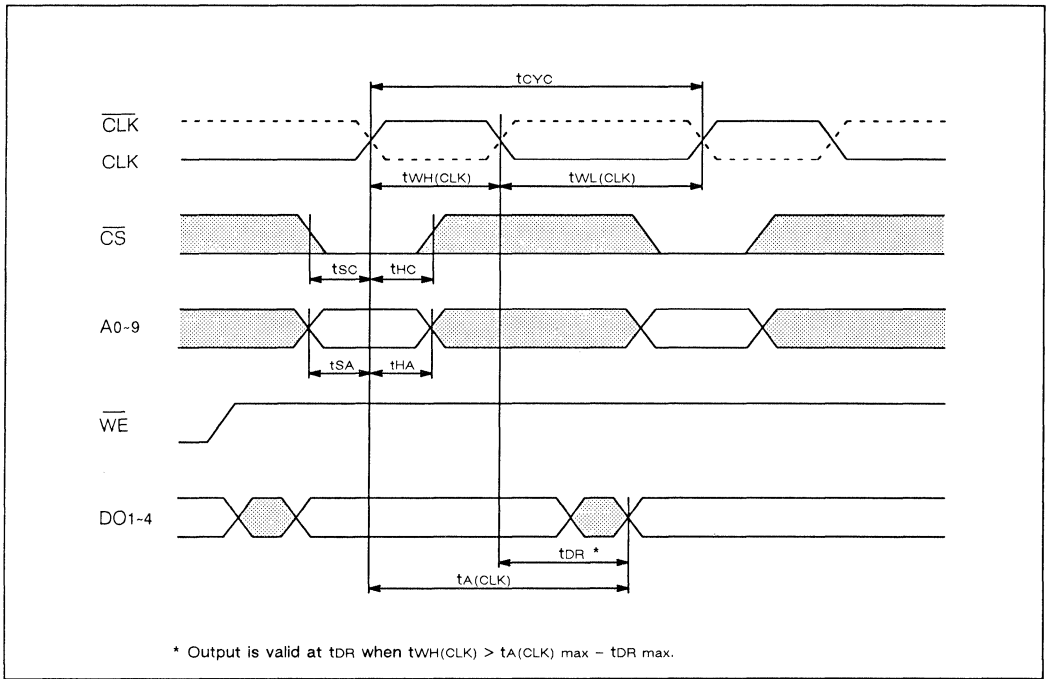 tCYC
CLK
CLK
tWH(CLK) tWL(CLK)
CS
tSC tHC
A0~9
tSA tHA
WE
DO1~4
tDR *
tA(CLK)
* Output is valid at tDR when tWH(CLK) > tA(CLK) max – tDR max.